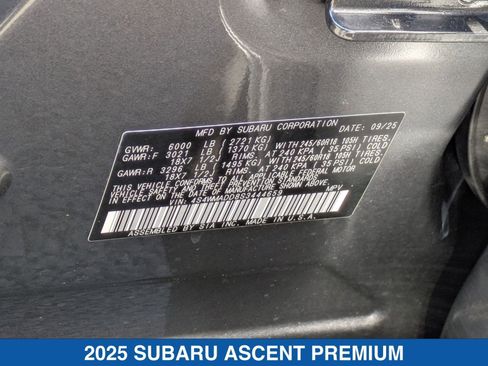 MFD BY SUBARU CORPORATION DATE: 09/25
GVWR: 6000 LB (2721 KG)
GAWR:F 3021 LB (1370 KG) WITH 245/60R18 105H TIRES.
18X7 1/2J RIMS. AT 240 KPA ( 35 PSI) COLD
GAWR:R 3296 LB (1495 KG) WITH 245/60R18 105H TIRES.
18X7 1/2J RIMS. AT 240 KPA ( 35 PSI) COLD
THIS VEHICLE CONFORMS TO ALL APPLICABLE FEDERAL MOTOR
VEHICLE SAFETY AND THEFT PREVENTION STANDARDS IN EFFECT ON THE
DATE OF MANUFACTURE SHOWN ABOVE.
VIN: MPV
ASSEMBLED BY SIA INC. MADE IN U.S.A.
2025 SUBARU ASCENT PREMIUM